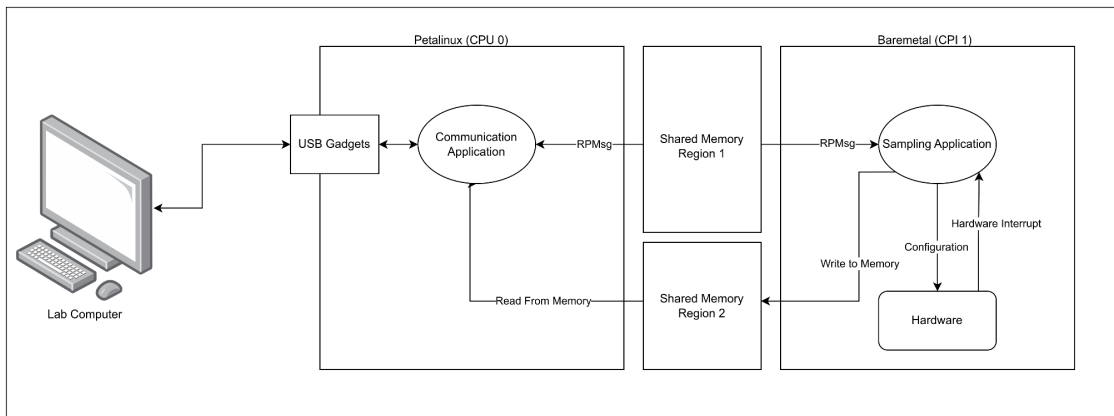 Petalinux (CPU 0)
Baremetal (CPI 1)
USB Gadgets
Communication
Application
RPMsg
Shared Memory
Region 1
RPMsg
Sampling Application
Hardware Interrupt
Configuration
Write to Memory
Read From Memory
Shared Memory
Region 2
Hardware
Lab Computer